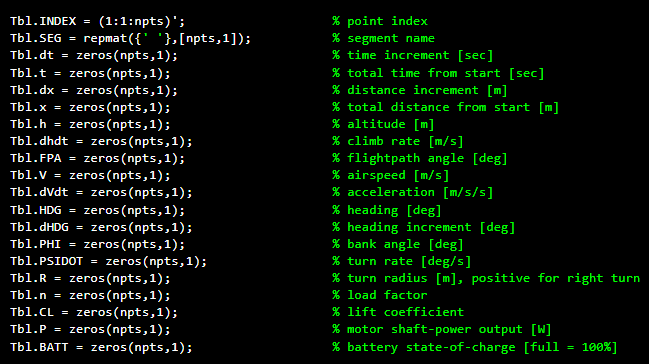 Tbl.INDEX = (1:1:npts)'; % point index
Tbl.SEG = repmat({' '},[npts,1]); % segment name
Tbl.dt = zeros(npts,1); % time increment [sec]
Tbl.t = zeros(npts,1); % total time from start [sec]
Tbl.dx = zeros(npts,1); % distance increment [m]
Tbl.x = zeros(npts,1); % total distance from start [m]
Tbl.h = zeros(npts,1); % altitude [m]
Tbl.dhdt = zeros(npts,1); % climb rate [m/s]
Tbl.FPA = zeros(npts,1); % flightpath angle [deg]
Tbl.V = zeros(npts,1); % airspeed [m/s]
Tbl.dVdt = zeros(npts,1); % acceleration [m/s/s]
Tbl.HDG = zeros(npts,1); % heading [deg]
Tbl.dHDG = zeros(npts,1); % heading increment [deg]
Tbl.PHI = zeros(npts,1); % bank angle [deg]
Tbl.PSIDOT = zeros(npts,1); % turn rate [deg/s]
Tbl.R = zeros(npts,1); % turn radius [m], positive for right turn
Tbl.n = zeros(npts,1); % load factor
Tbl.CL = zeros(npts,1); % lift coefficient
Tbl.P = zeros(npts,1); % motor shaft-power output [W]
Tbl.BATT = zeros(npts,1); % battery state-of-charge [full = 100%]